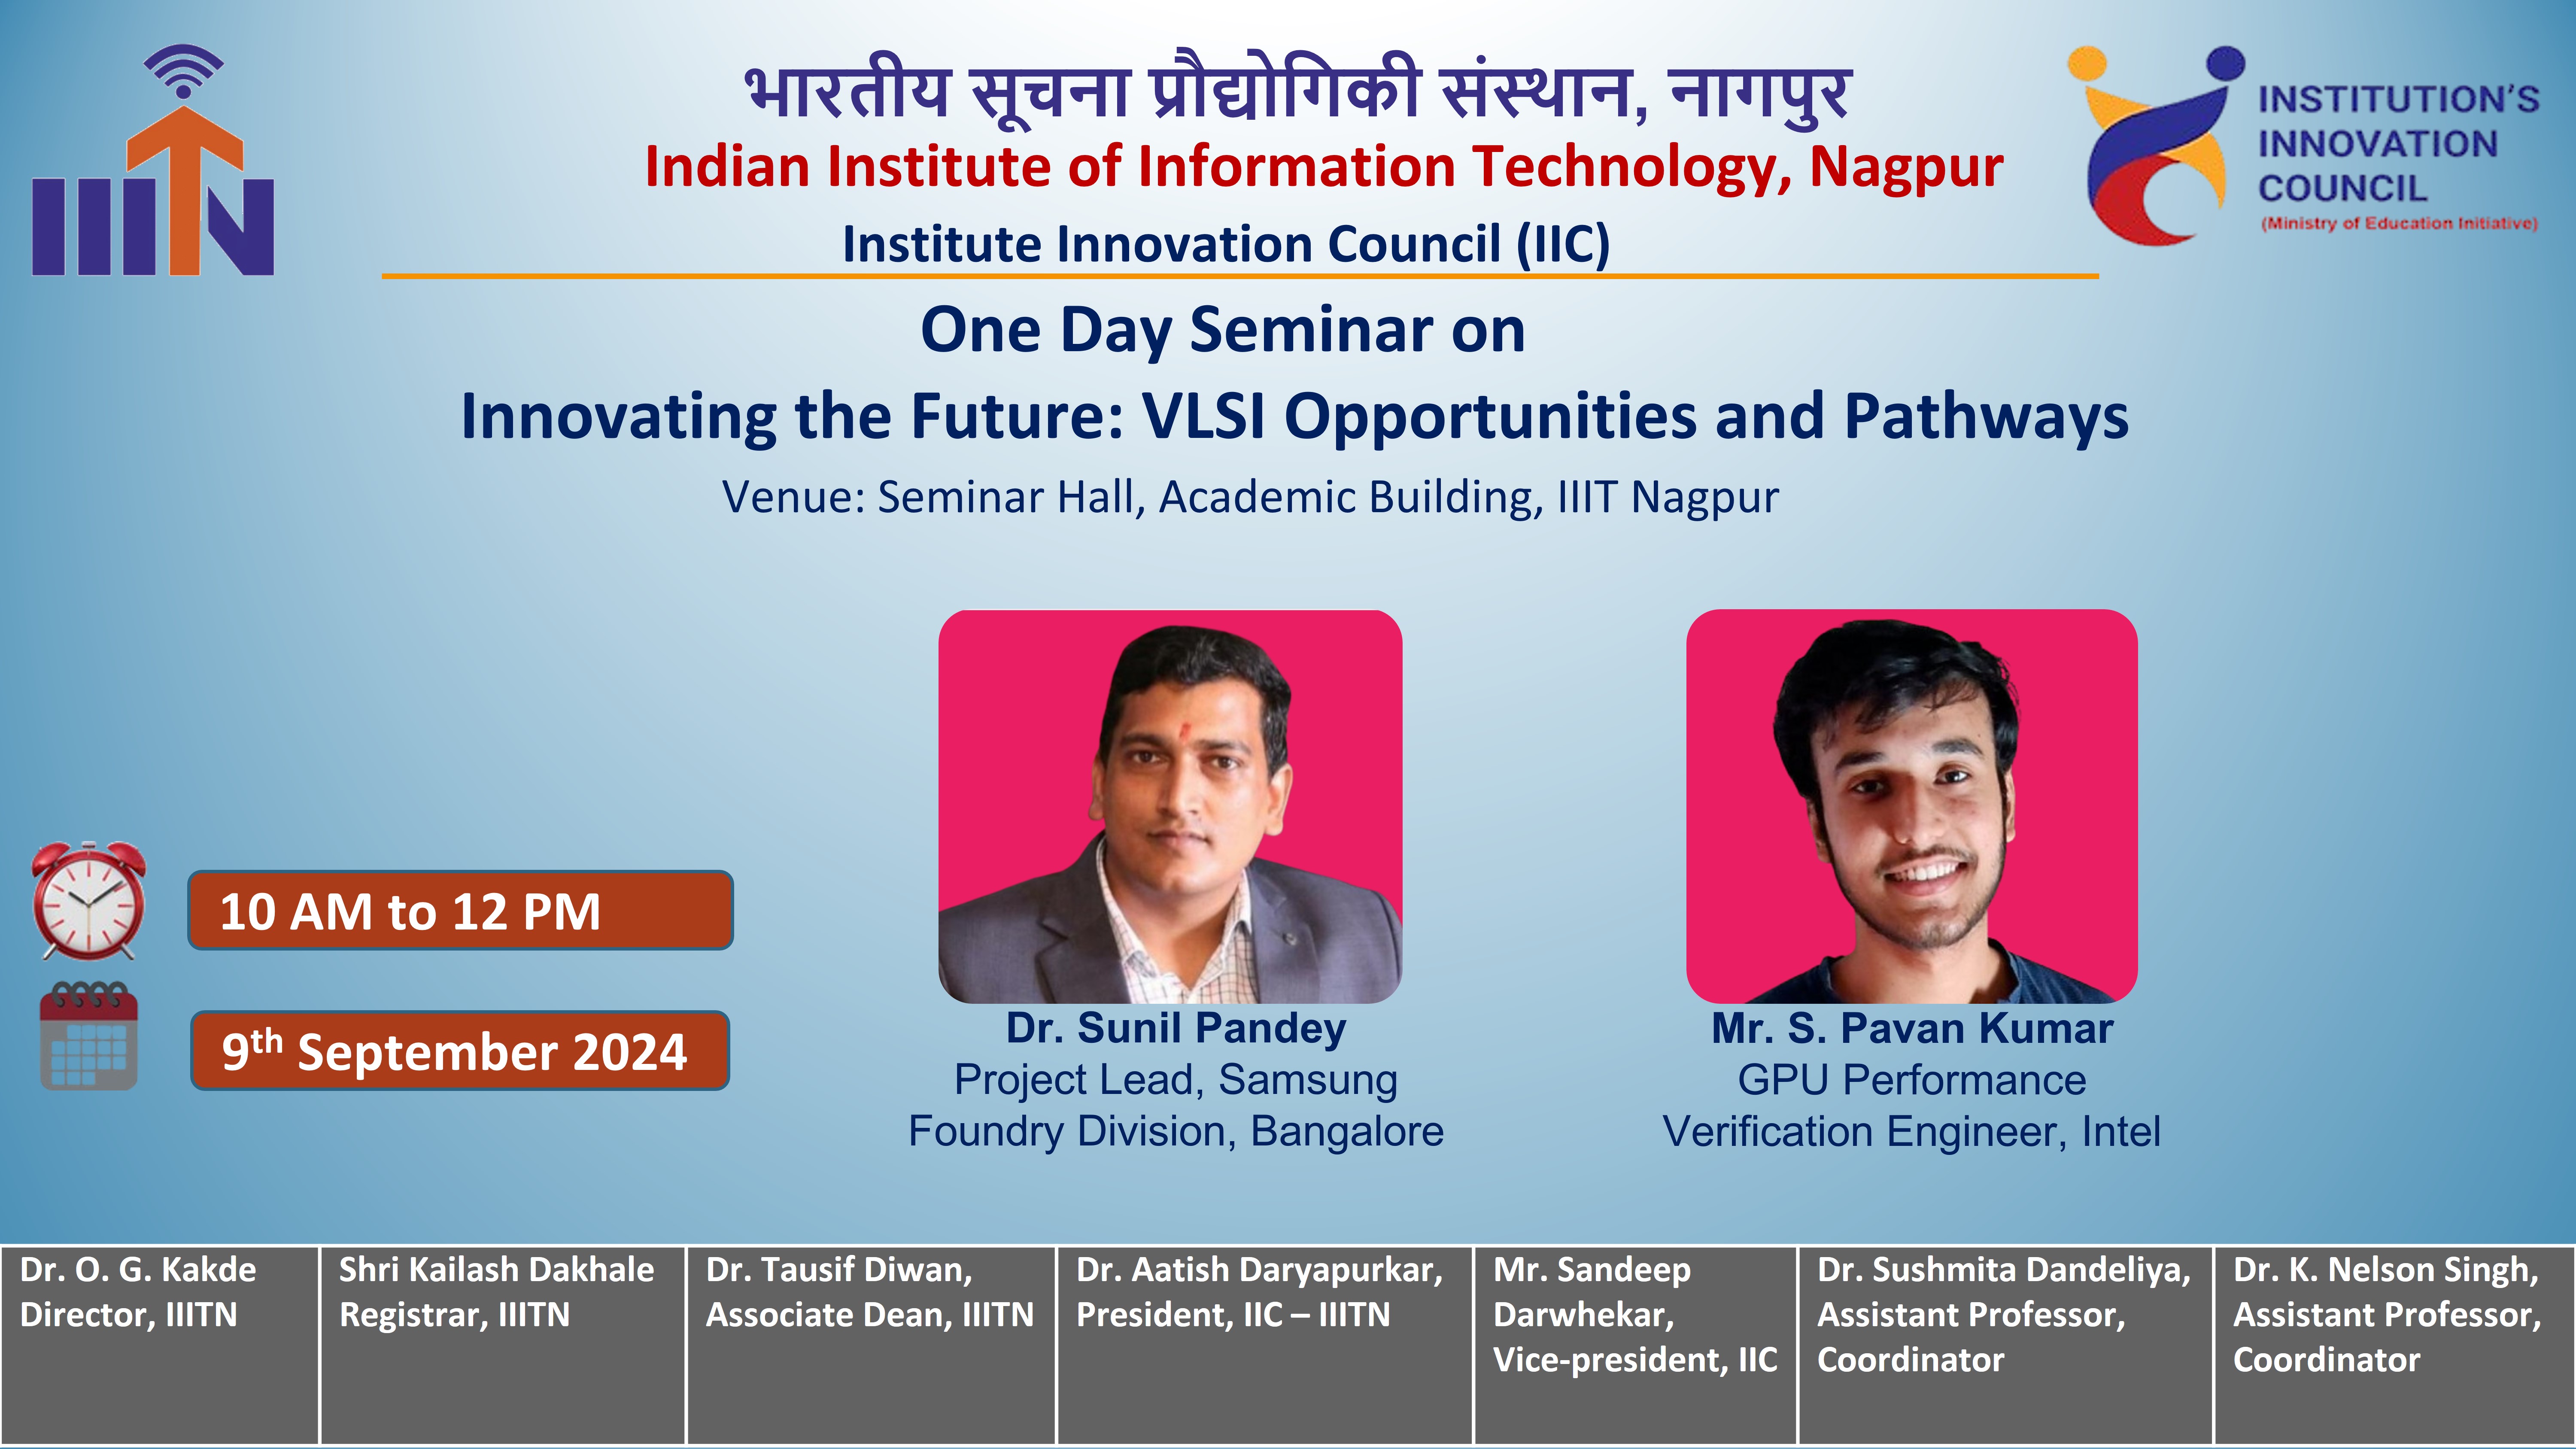 भारतीय सूचना प्रौद्योगिकी संस्थान, नागपुर
Indian Institute of Information Technology, Nagpur
Institute Innovation Council (IIC)
IIITN
INSTITUTION'S
INNOVATION
COUNCIL
(Ministry of Education Initiative)
One Day Seminar on
Innovating the Future: VLSI Opportunities and Pathways
Venue: Seminar Hall, Academic Building, IIIT Nagpur
10 AM to 12 PM
9th September 2024
Dr. Sunil Pandey
Project Lead, Samsung
Foundry Division, Bangalore
Mr. S. Pavan Kumar
GPU Performance
Verification Engineer, Intel
Dr. O. G. Kakde
Director, IIITN
Shri Kailash Dakhale
Registrar, IIITN
Dr. Tausif Diwan,
Associate Dean, IIITN
Dr. Aatish Daryapurkar,
President, IIC – IIITN
Mr. Sandeep
Darwhekar,
Vice-president, IIC
Dr. Sushmita Dandeliya,
Assistant Professor,
Coordinator
Dr. K. Nelson Singh,
Assistant Professor,
Coordinator